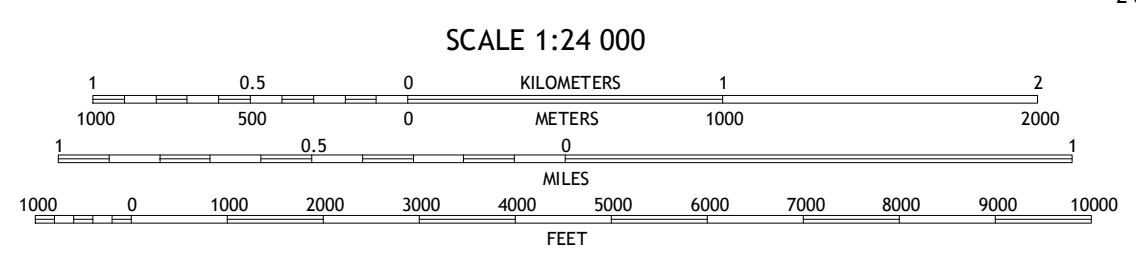 SCALE 1:24 000
1 0.5 0 KILOMETERS 1 2
1000 500 0 METERS 1000 2000
1 0.5 0 1
MILES
1000 0 1000 2000 3000 4000 5000 6000 7000 8000 9000 10000
FEET